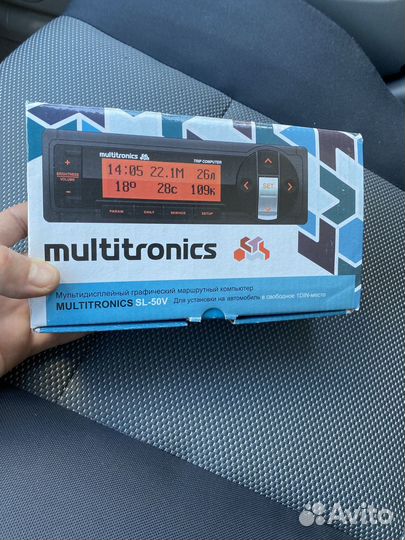 multitronics
TRIP COMPUTER
+
BRIGHTNESS
VOLUME
-
14:05 22.1M 26л
18° 28c 109к
SET
PARAM DAILY SERVICE SETUP
multitronics
Мультидисплейный графический маршрутный компьютер
MULTITRONICS SL-50V Для установки на автомобиль в свободное 1DIN-место
Avito